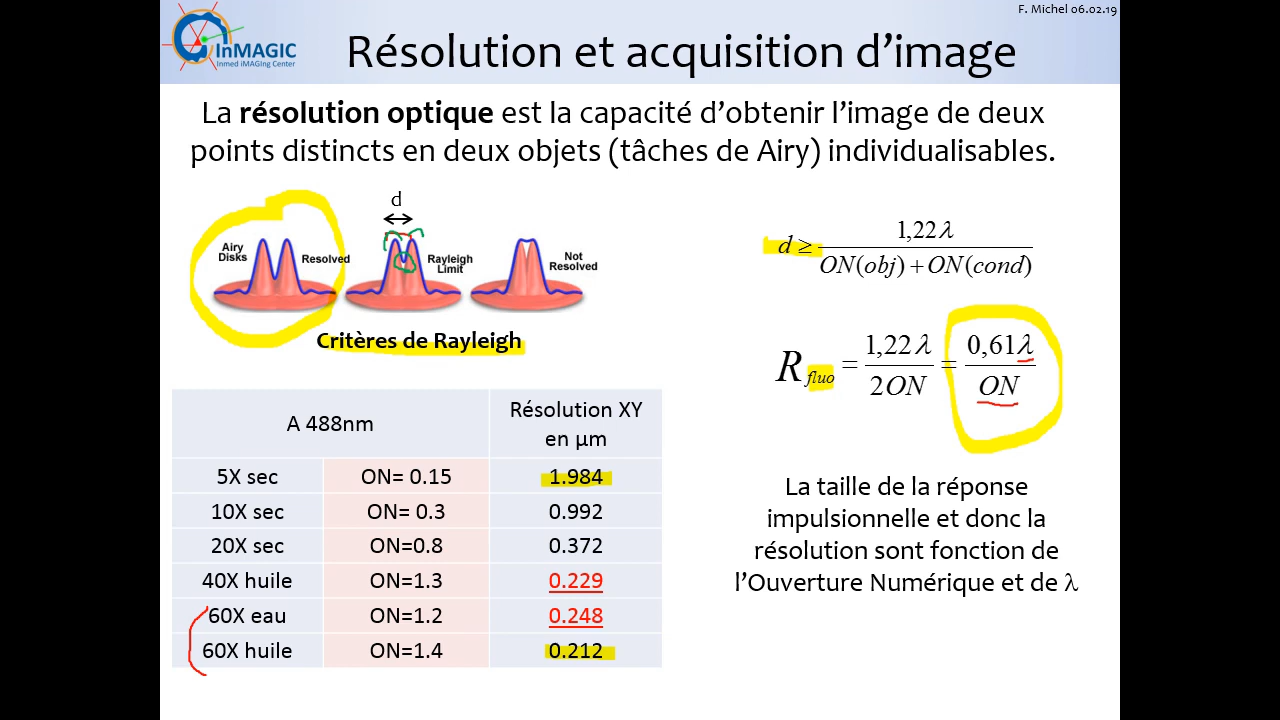 F. Michel 06.02.19
InMAGIC
Inmed iMAGIng Center
Résolution et acquisition d’image
La résolution optique est la capacité d’obtenir l’image de deux
points distincts en deux objets (tâches de Airy) individualisables.
d
Airy
Disks
Resolved
Rayleigh
Limit
Not
Resolved
Critères de Rayleigh
d ≥ 1,22λ / ON(obj) + ON(cond)
R fluo = 1,22λ / 2ON = 0,61λ / ON
A 488nm
Résolution XY
en µm
5X sec ON= 0.15 1.984
10X sec ON= 0.3 0.992
20X sec ON=0.8 0.372
40X huile ON=1.3 0.229
60X eau ON=1.2 0.248
60X huile ON=1.4 0.212
La taille de la réponse
impulsionnelle et donc la
résolution sont fonction de
l’Ouverture Numérique et de λ